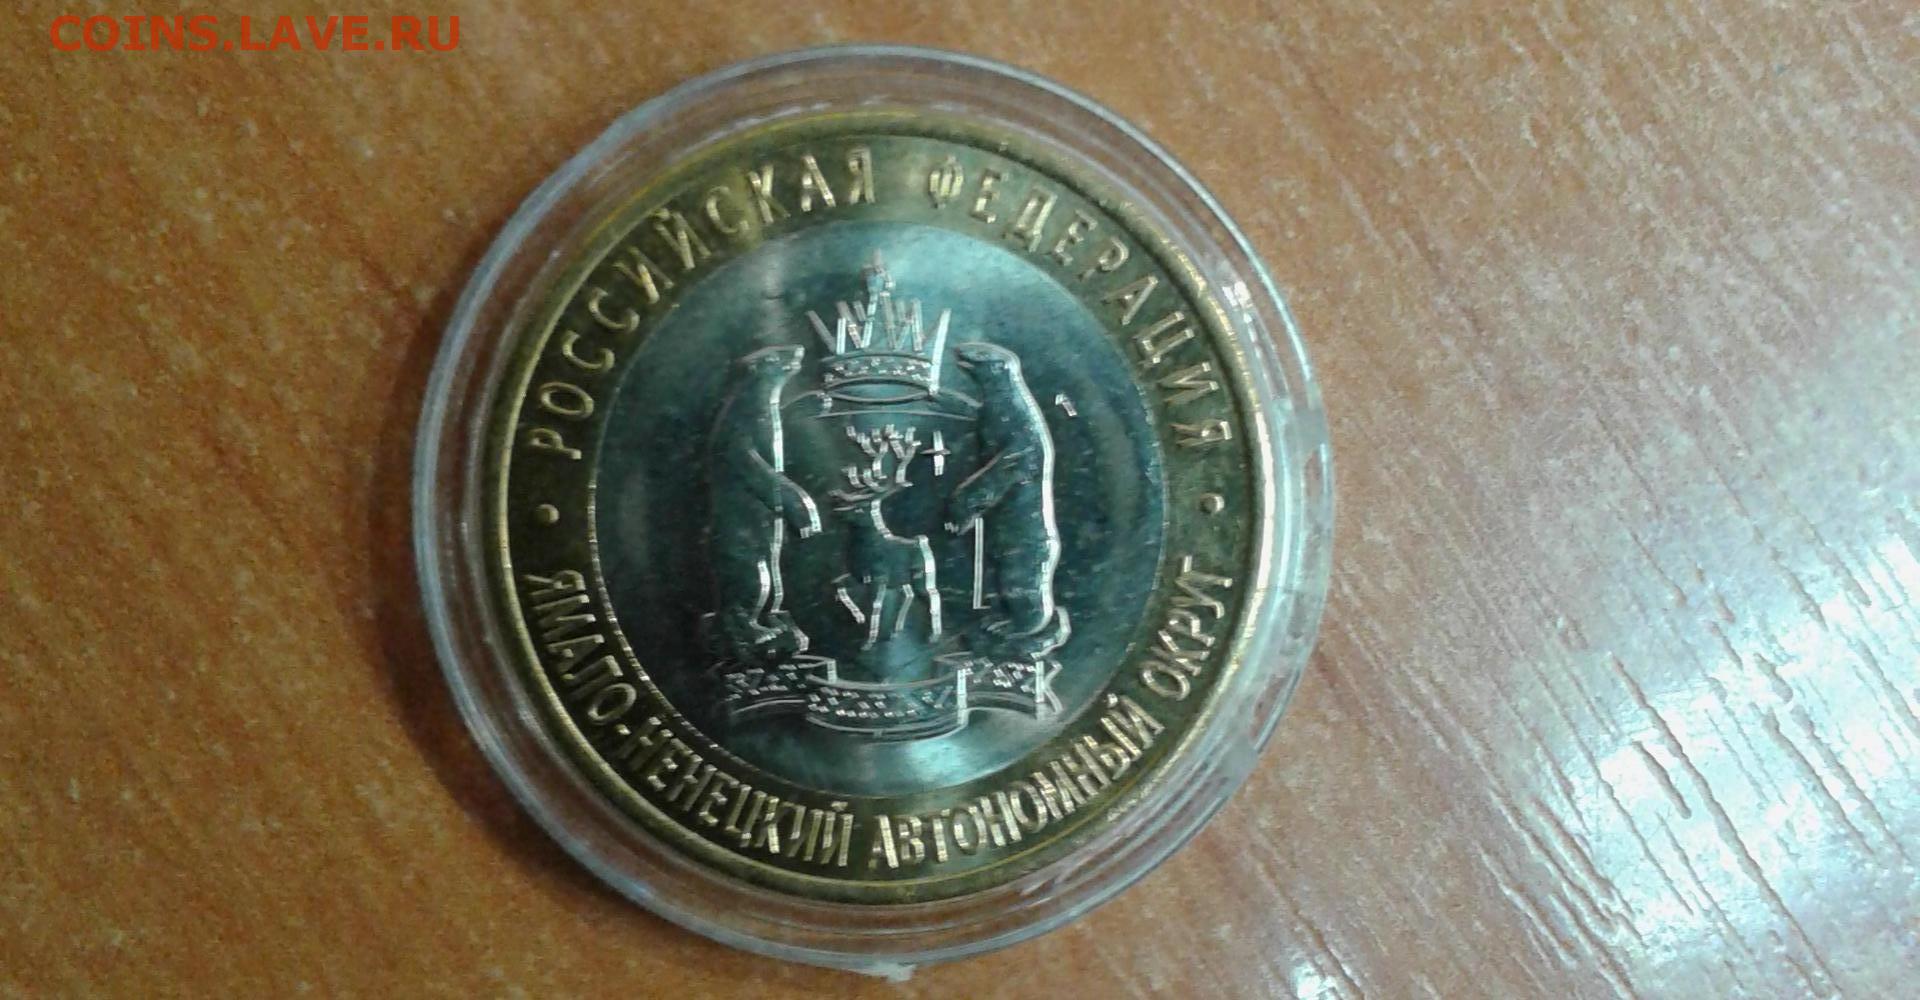 COINS.LAVE.RU
РОССИЙСКАЯ ФЕДЕРАЦИЯ
ЯМАЛО-НЕНЕЦКИЙ АВТОНОМНЫЙ ОКРУГ